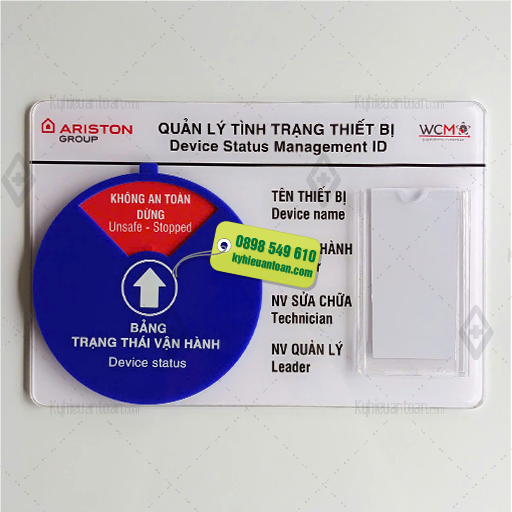 ARISTON
GROUP
QUẢN LÝ TÌNH TRẠNG THIẾT BỊ
Device Status Management ID
WCM
KHÔNG AN TOÀN
DỪNG
Unsafe - Stopped
BẢNG
TRẠNG THÁI VẬN HÀNH
Device status
0898 549 610
kyhieuantoan.com
TÊN THIẾT BỊ
Device name
HÀNH
NV SỬA CHỮA
Technician
NV QUẢN LÝ
Leader
Kyhieuantoan.com